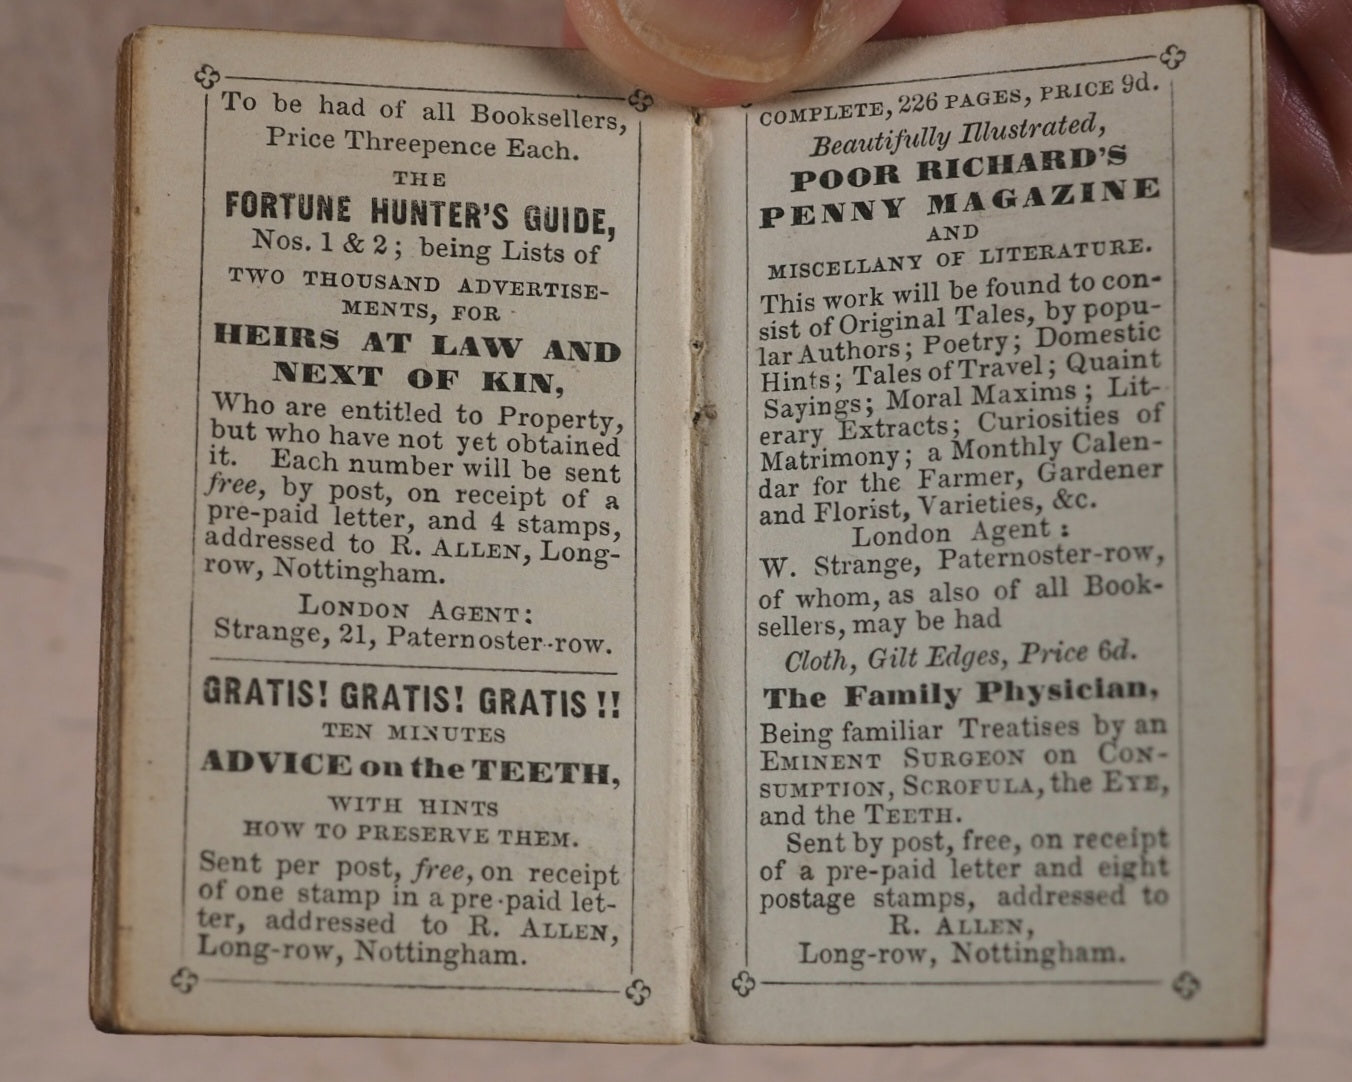 To be had of all Booksellers,
Price Threepence Each.
THE
FORTUNE HUNTER'S GUIDE,
Nos. 1 & 2; being Lists of
TWO THOUSAND ADVERTISE-
MENTS, FOR
HEIRS AT LAW AND
NEXT OF KIN,
Who are entitled to Property,
but who have not yet obtained
it. Each number will be sent
free, by post, on receipt of a
pre-paid letter, and 4 stamps,
addressed to R. ALLEN, Long-
row, Nottingham.
LONDON AGENT:
Strange, 21, Paternoster-row.
GRATIS! GRATIS! GRATIS!!
TEN MINUTES
ADVICE on the TEETH,
WITH HINTS
HOW TO PRESERVE THEM.
Sent per post, free, on receipt
of one stamp in a pre-paid let-
ter, addressed to R. ALLEN,
Long-row, Nottingham.
COMPLETE, 226 PAGES, PRICE 9d.
Beautifully Illustrated,
POOR RICHARD'S
PENNY MAGAZINE
AND
MISCELLANY OF LITERATURE.
This work will be found to con-
sist of Original Tales, by popu-
lar Authors; Poetry; Domestic
Hints; Tales of Travel; Quaint
Sayings; Moral Maxims; Lit-
erary Extracts; Curiosities of
Matrimony; a Monthly Calen-
dar for the Farmer, Gardener
and Florist, Varieties, &c.
London Agent:
W. Strange, Paternoster-row,
of whom, as also of all Book-
sellers, may be had
Cloth, Gilt Edges, Price 6d.
The Family Physician,
Being familiar Treatises by an
EMINENT SURGEON on CON-
SUMPTION, SCROFULA, the EYE,
and the TEETH.
Sent by post, free, on receipt
of a pre-paid letter and eight
postage stamps, addressed to
R. ALLEN,
Long-row, Nottingham.